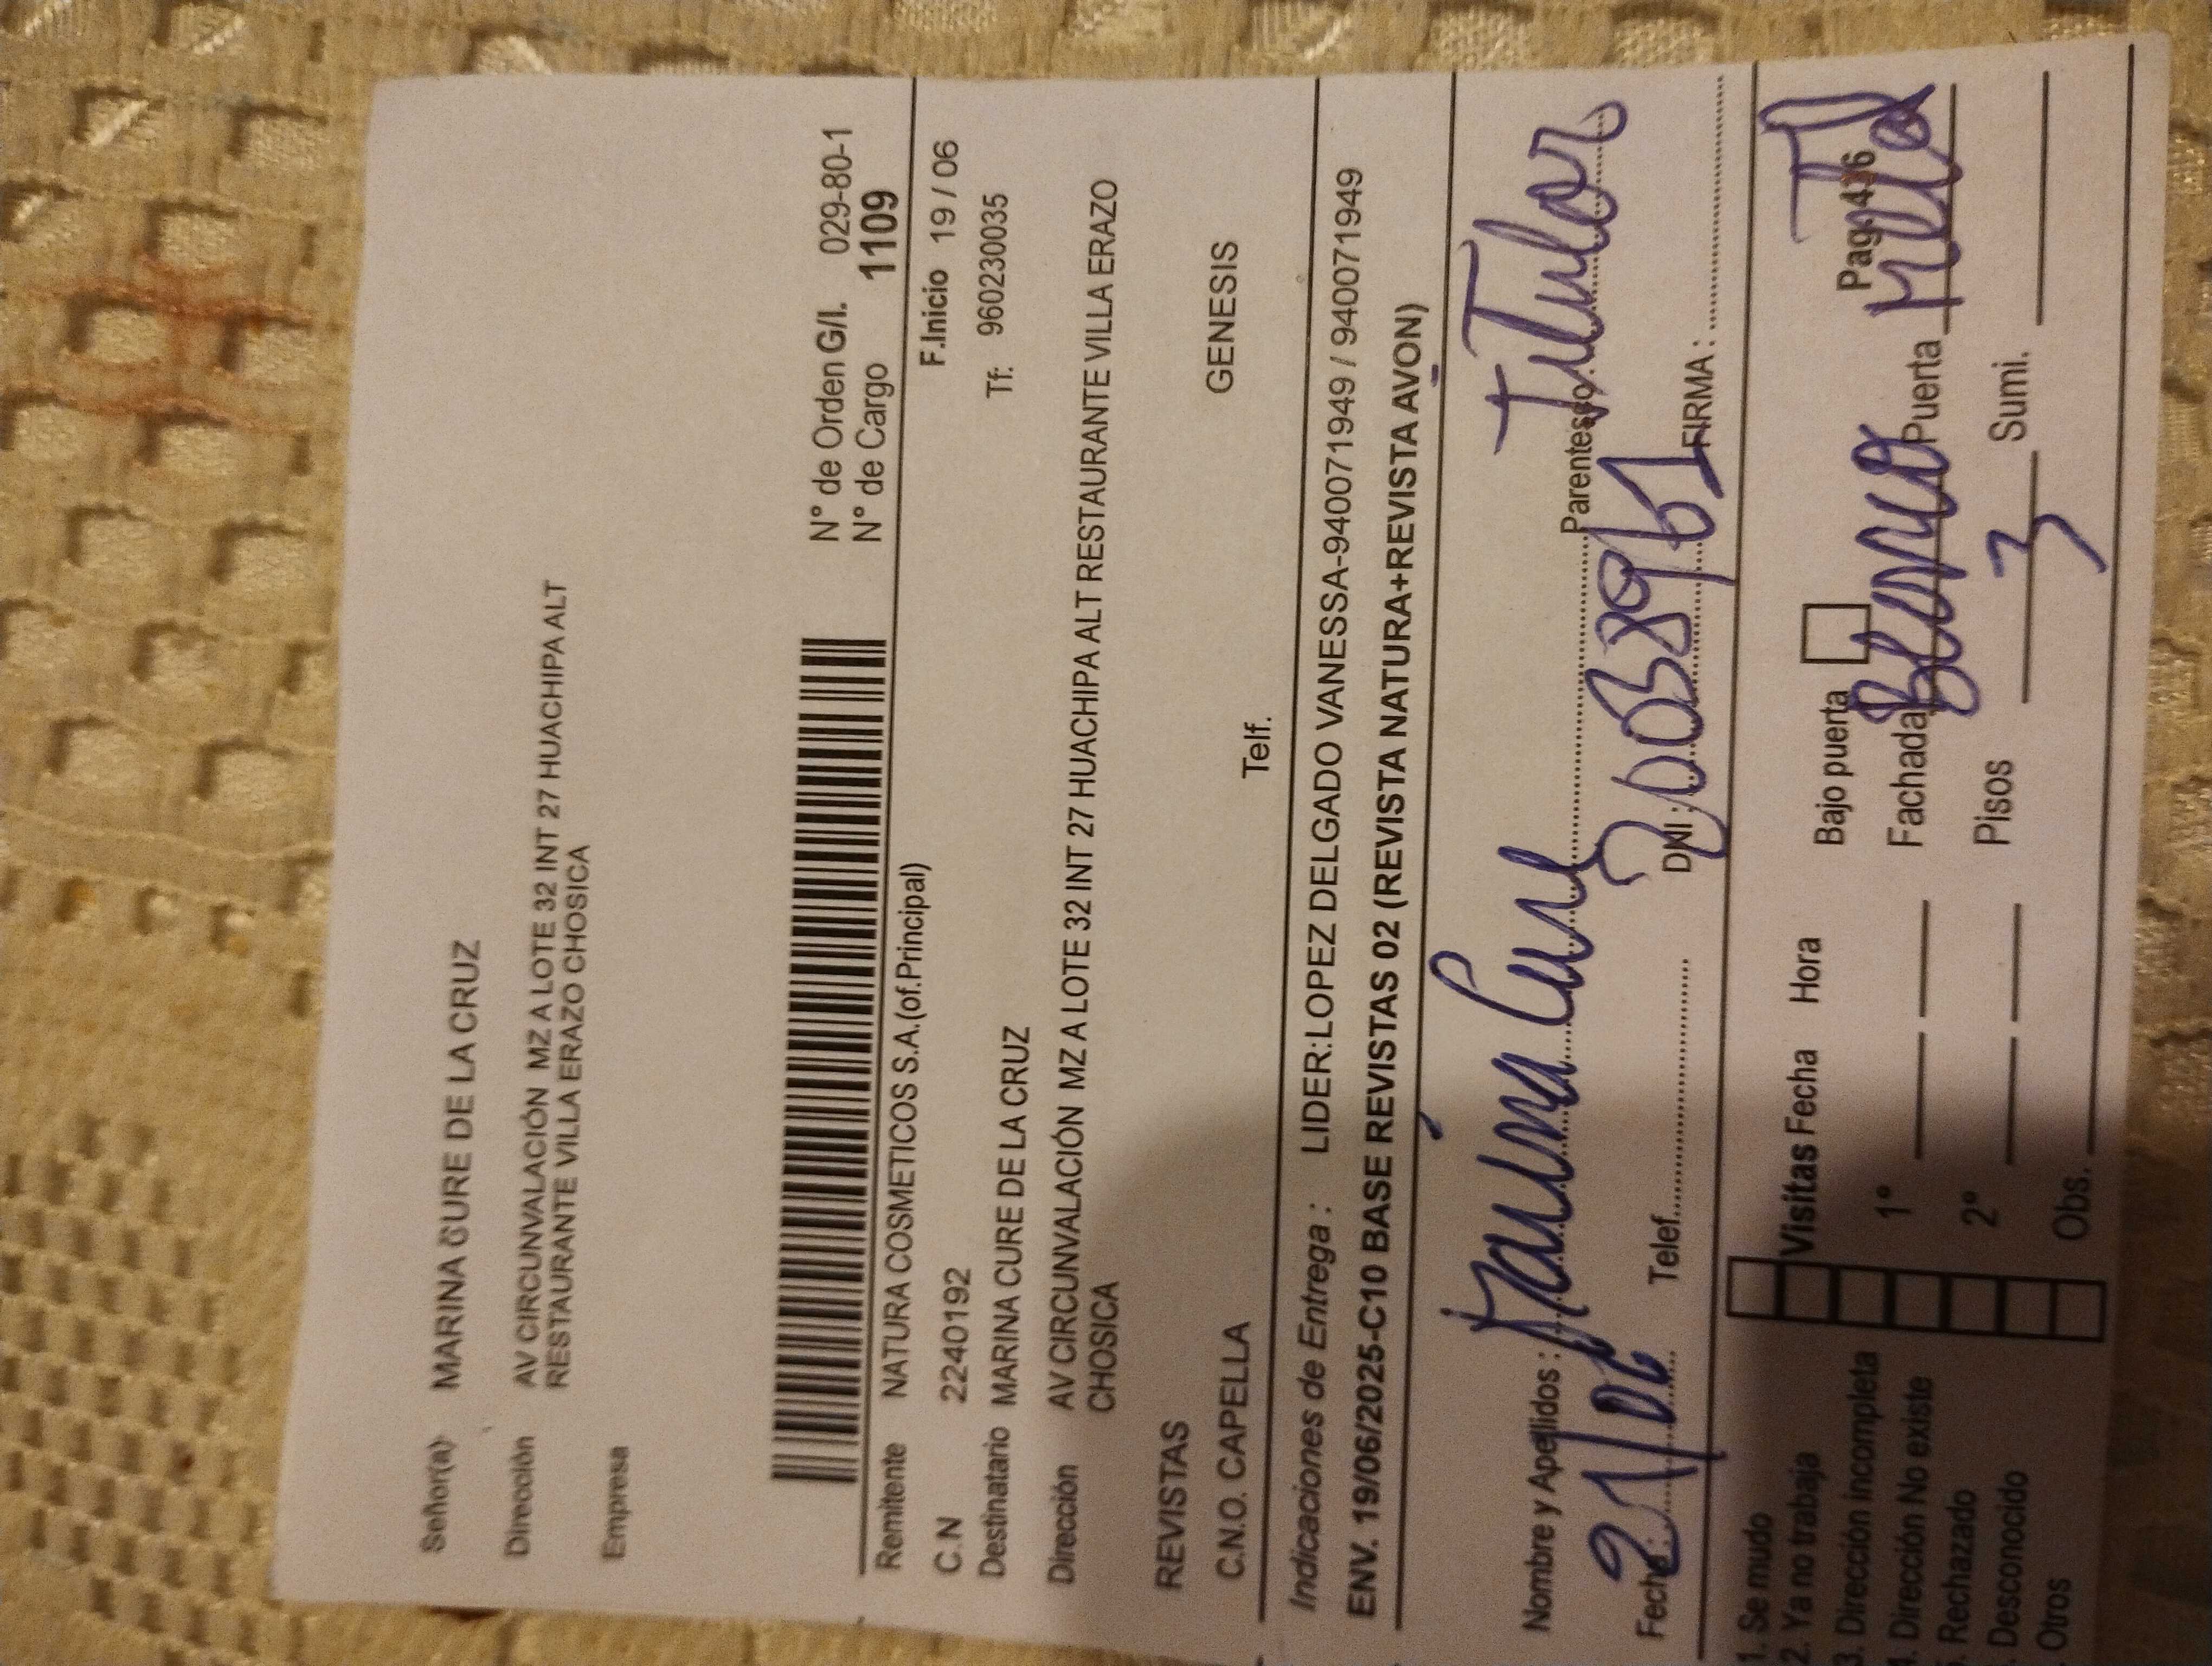 Señor(a) MARINA CURE DE LA CRUZ
Dirección AV CIRCUNVALACIÓN MZ A LOTE 32 INT 27 HUACHIPA ALT
RESTAURANTE VILLA ERAZO CHOSICA
Empresa
N° de Orden G/I. 029-80-1
N° de Cargo 1109
Remitente NATURA COSMETICOS S.A.(of.Principal) F.Inicio 19 / 06
C.N 2240192
Destinatario MARINA CURE DE LA CRUZ Tf: 960230035
Dirección AV CIRCUNVALACIÓN MZ A LOTE 32 INT 27 HUACHIPA ALT RESTAURANTE VILLA ERAZO
CHOSICA
REVISTAS
C.N.O. CAPELLA GENESIS
Telf.
Indicaciones de Entrega : LIDER:LOPEZ DELGADO VANESSA-940071949 / 940071949
ENV. 19/06/2025-C10 BASE REVISTAS 02 (REVISTA NATURA+REVISTA AVON)
Nombre y Apellidos : Cure Parentesco : Titular
Fecha : 21/06 Telef. DNI : FIRMA :
1. Se mudo
2. Ya no trabaja
3. Dirección incompleta
4. Dirección No existe
. Rechazado
. Desconocido
. Otros
Visitas Fecha Hora Bajo puerta Pag. 436
1° Fachada Blanco Puerta Metal
2° Pisos 3 Sumi.
Obs.